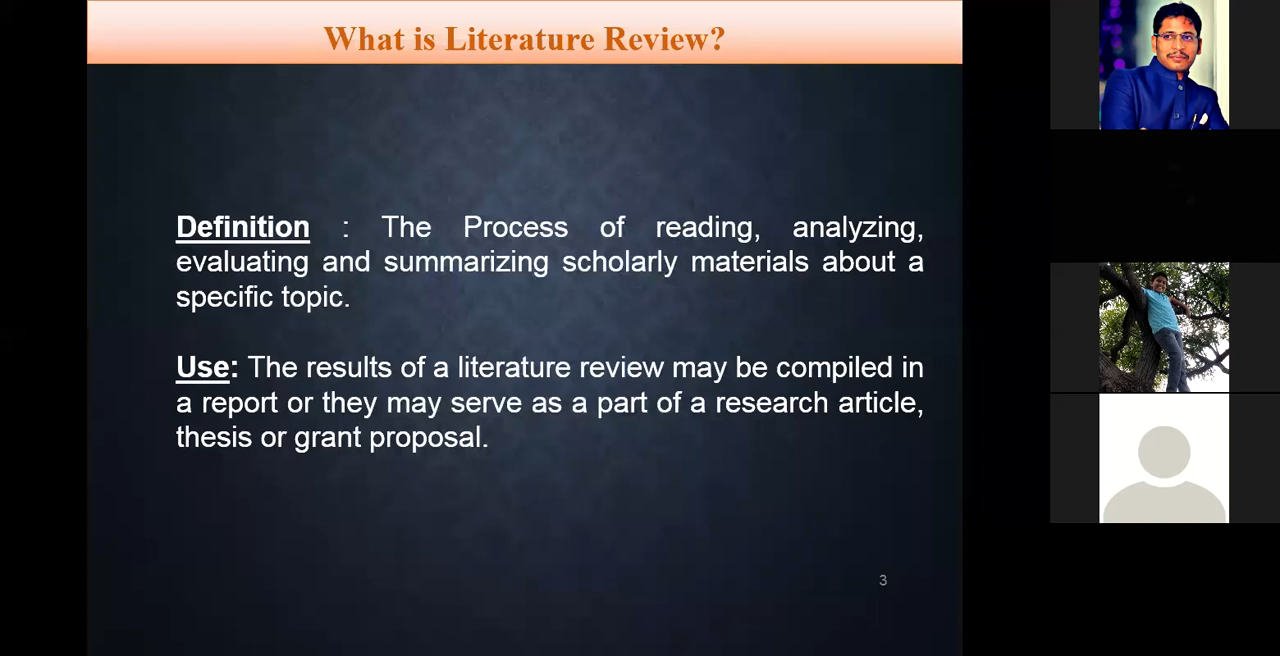 What is Literature Review?
Definition : The Process of reading, analyzing,
evaluating and summarizing scholarly materials about a
specific topic.
Use: The results of a literature review may be compiled in
a report or they may serve as a part of a research article,
thesis or grant proposal.
3